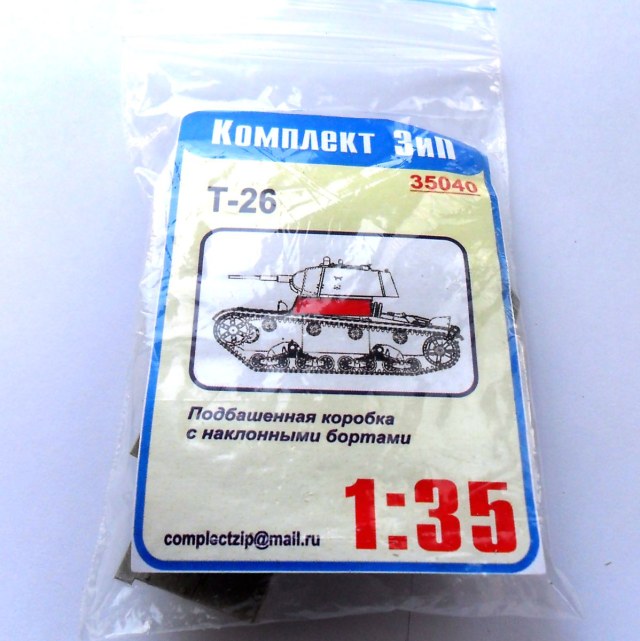 Комплект ЗиП
35040
Т-26
Подбашенная коробка
с наклонными бортами
1:35
complectzip@mail.ru